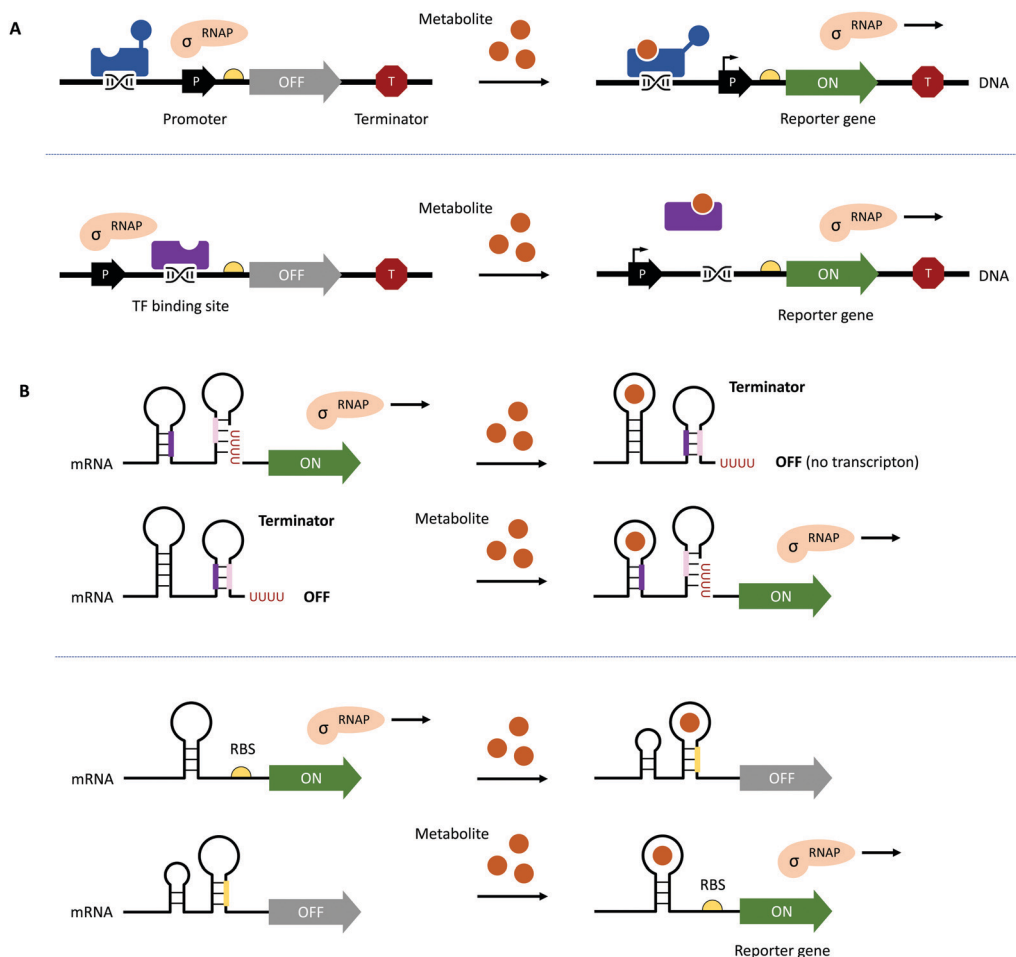 A
σ RNAP
Metabolite
σ RNAP
P
OFF
T
P
ON
T
DNA
Promoter
Terminator
Reporter gene
σ RNAP
Metabolite
σ RNAP
P
OFF
T
P
ON
T
DNA
TF binding site
Reporter gene
B
σ RNAP
Terminator
mRNA
UUUU
ON
UUUU
OFF (no transcripton)
Terminator
Metabolite
σ RNAP
mRNA
UUUU
OFF
UUUU
ON
σ RNAP
RBS
mRNA
ON
OFF
Metabolite
σ RNAP
RBS
mRNA
OFF
ON
Reporter gene